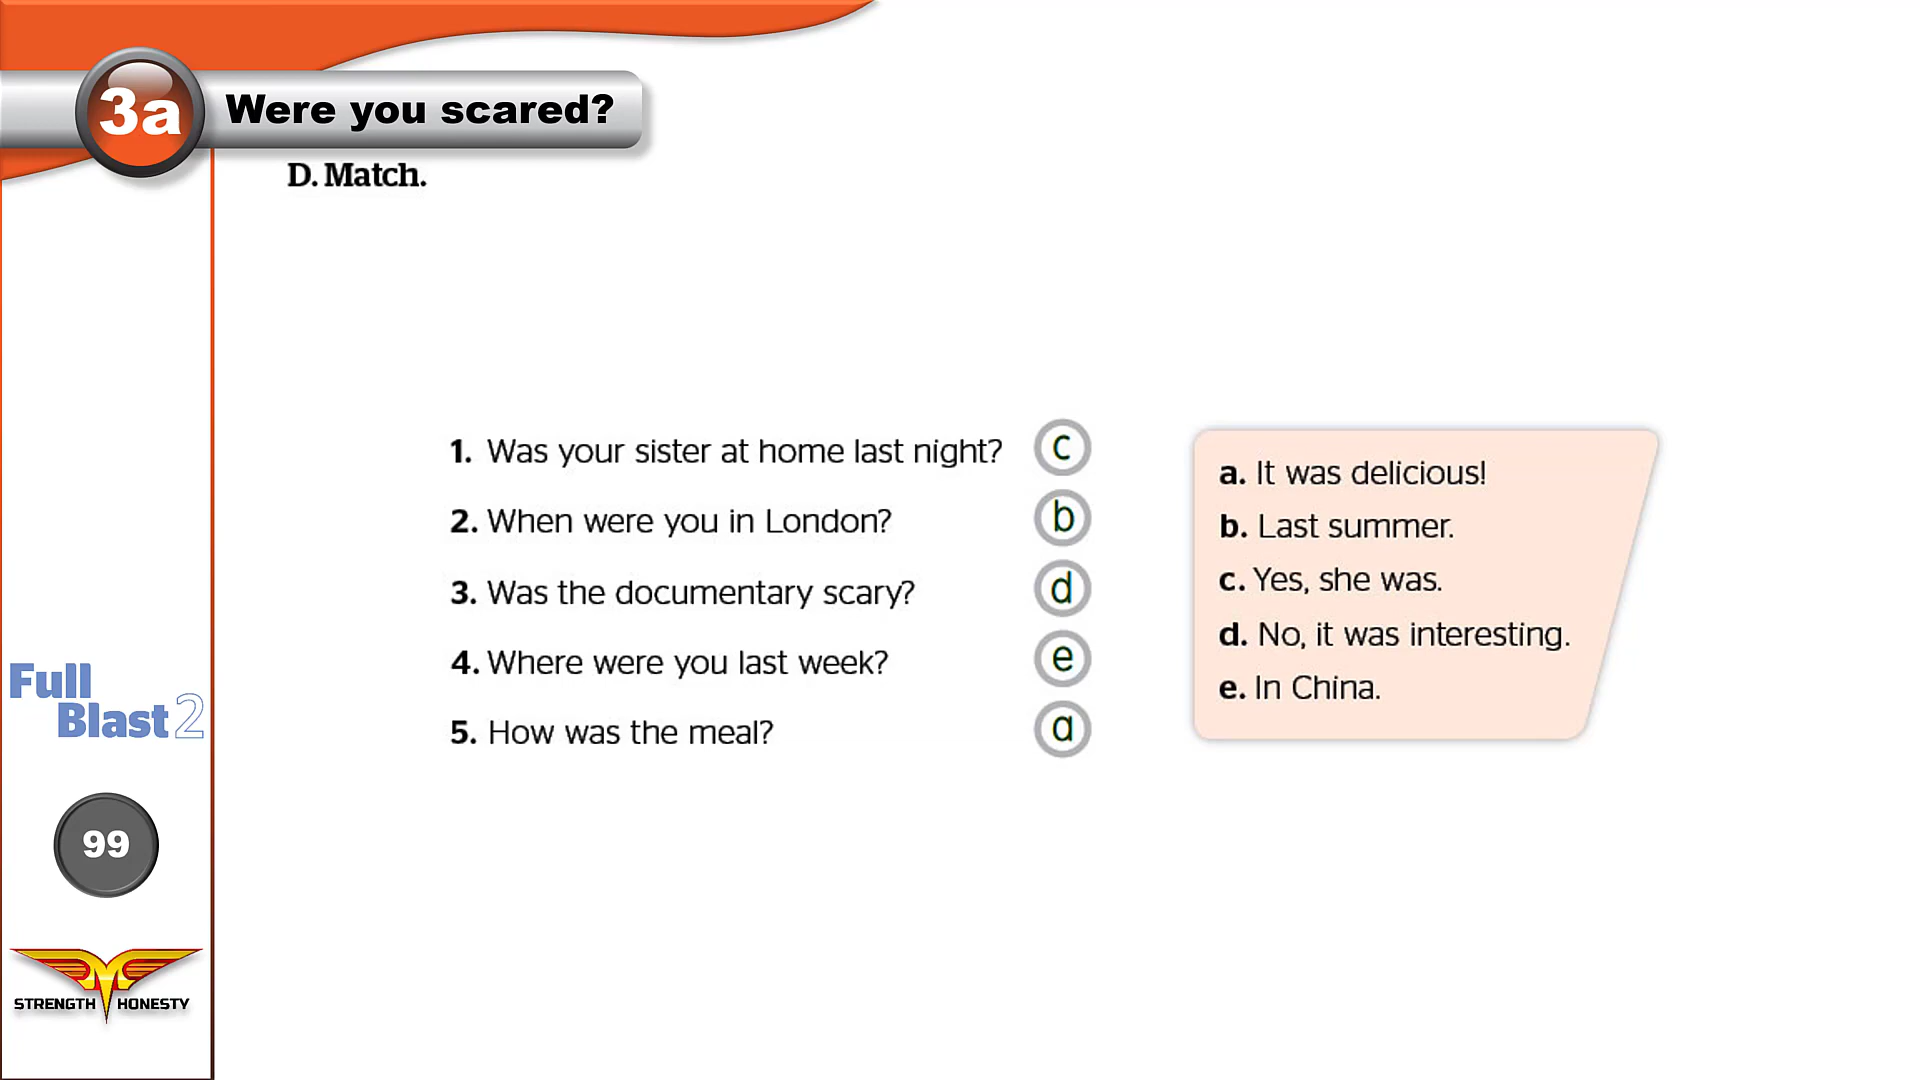 3a Were you scared?
D. Match.
1. Was your sister at home last night? c
2. When were you in London? b
3. Was the documentary scary? d
4. Where were you last week? e
5. How was the meal? a
a. It was delicious!
b. Last summer.
c. Yes, she was.
d. No, it was interesting.
e. In China.
Full
Blast 2
99
STRENGTH HONESTY